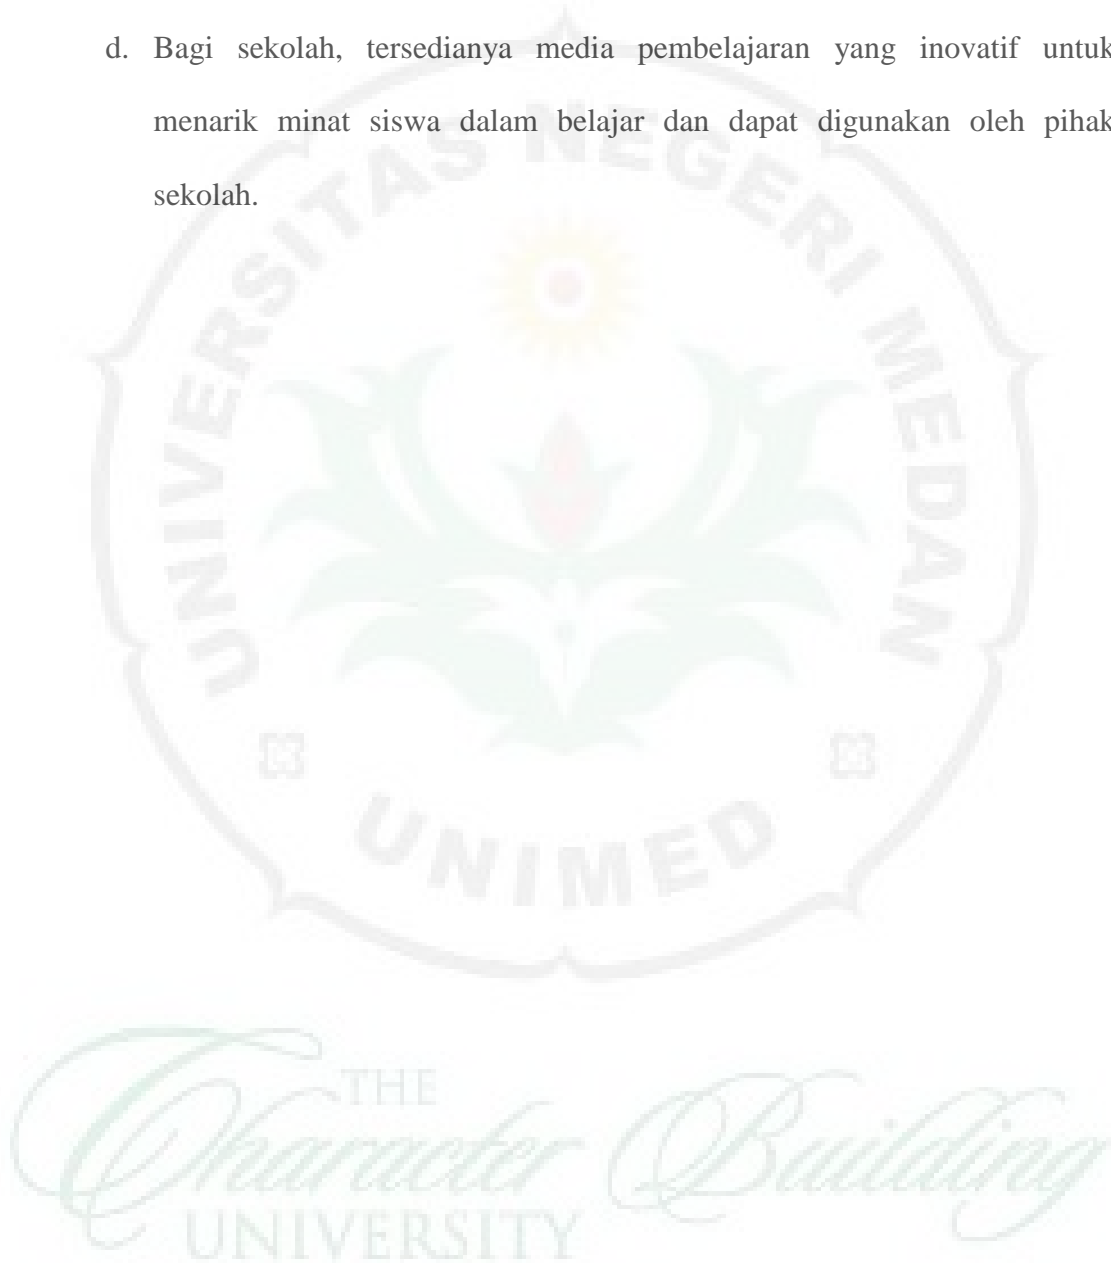 d. Bagi sekolah, tersedianya media pembelajaran yang inovatif untuk
menarik minat siswa dalam belajar dan dapat digunakan oleh pihak
sekolah.
UNIVERSITAS NEGERI MEDAN
UNIMED
THE
Character Building
UNIVERSITY